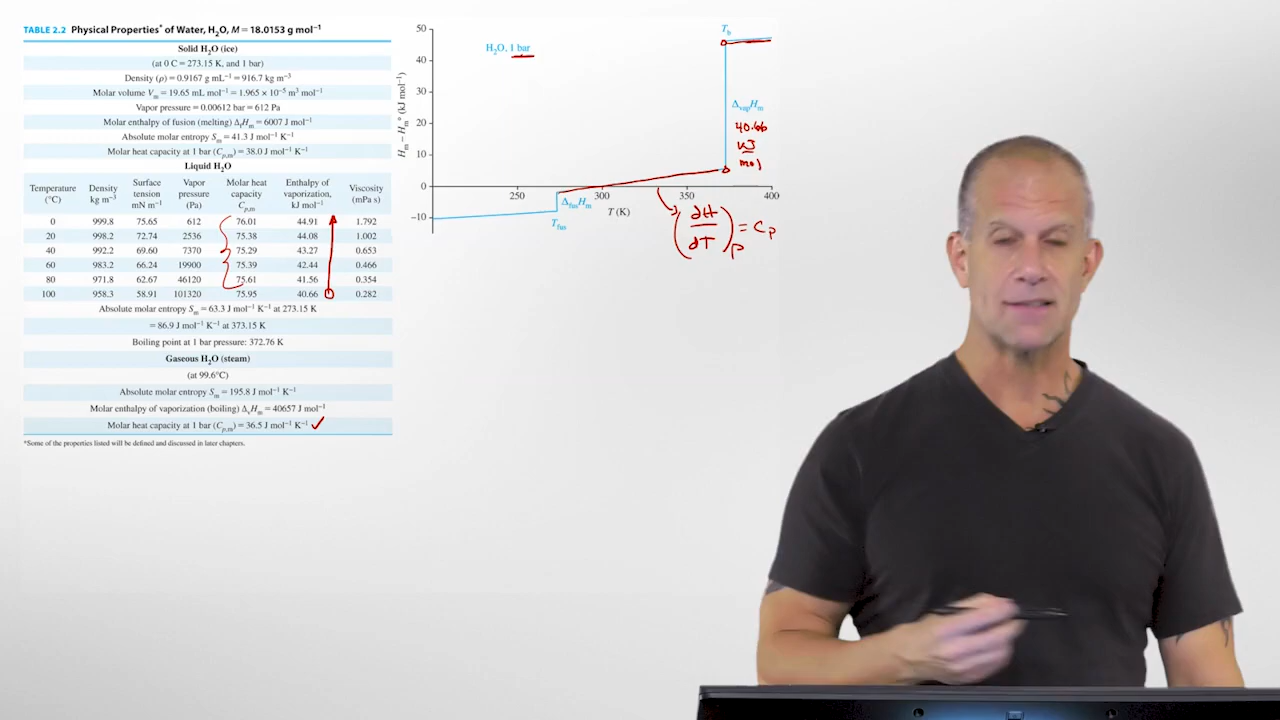 TABLE 2.2 Physical Properties* of Water, H₂O, M = 18.0153 g mol⁻¹
Solid H₂O (ice)
(at 0 C = 273.15 K, and 1 bar)
Density (ρ) = 0.9167 g mL⁻¹ = 916.7 kg m⁻³
Molar volume Vₘ = 19.65 mL mol⁻¹ = 1.965 × 10⁻⁵ m³ mol⁻¹
Vapor pressure = 0.00612 bar = 612 Pa
Molar enthalpy of fusion (melting) ΔfHₘ = 6007 J mol⁻¹
Absolute molar entropy Sₘ = 41.3 J mol⁻¹ K⁻¹
Molar heat capacity at 1 bar (Cp,m) = 38.0 J mol⁻¹ K⁻¹
Liquid H₂O
Temperature (°C) Density kg m⁻³ Surface tension mN m⁻¹ Vapor pressure (Pa) Molar heat capacity Cp,m Enthalpy of vaporization, kJ mol⁻¹ Viscosity (mPa s)
0 999.8 75.65 612 76.01 44.91 1.792
20 998.2 72.74 2536 75.38 44.08 1.002
40 992.2 69.60 7370 75.29 43.27 0.653
60 983.2 66.24 19900 75.39 42.44 0.466
80 971.8 62.67 46120 75.61 41.56 0.354
100 958.3 58.91 101320 75.95 40.66 0.282
Absolute molar entropy Sₘ = 63.3 J mol⁻¹ K⁻¹ at 273.15 K
= 86.9 J mol⁻¹ K⁻¹ at 373.15 K
Boiling point at 1 bar pressure: 372.76 K
Gaseous H₂O (steam)
(at 99.6°C)
Absolute molar entropy Sₘ = 195.8 J mol⁻¹ K⁻¹
Molar enthalpy of vaporization (boiling) ΔvHₘ = 40657 J mol⁻¹
Molar heat capacity at 1 bar (Cp,m) = 36.5 J mol⁻¹ K⁻¹ ✓
*Some of the properties listed will be defined and discussed in later chapters.
Hₘ − Hₘ° (kJ mol⁻¹)
50
40
30
20
10
0
−10
H₂O, 1 bar
Tb
ΔvapHₘ
40.66
kJ
mol
250 300 350 400
T (K)
ΔfusHₘ
Tfus
(dH/dT)p = Cp